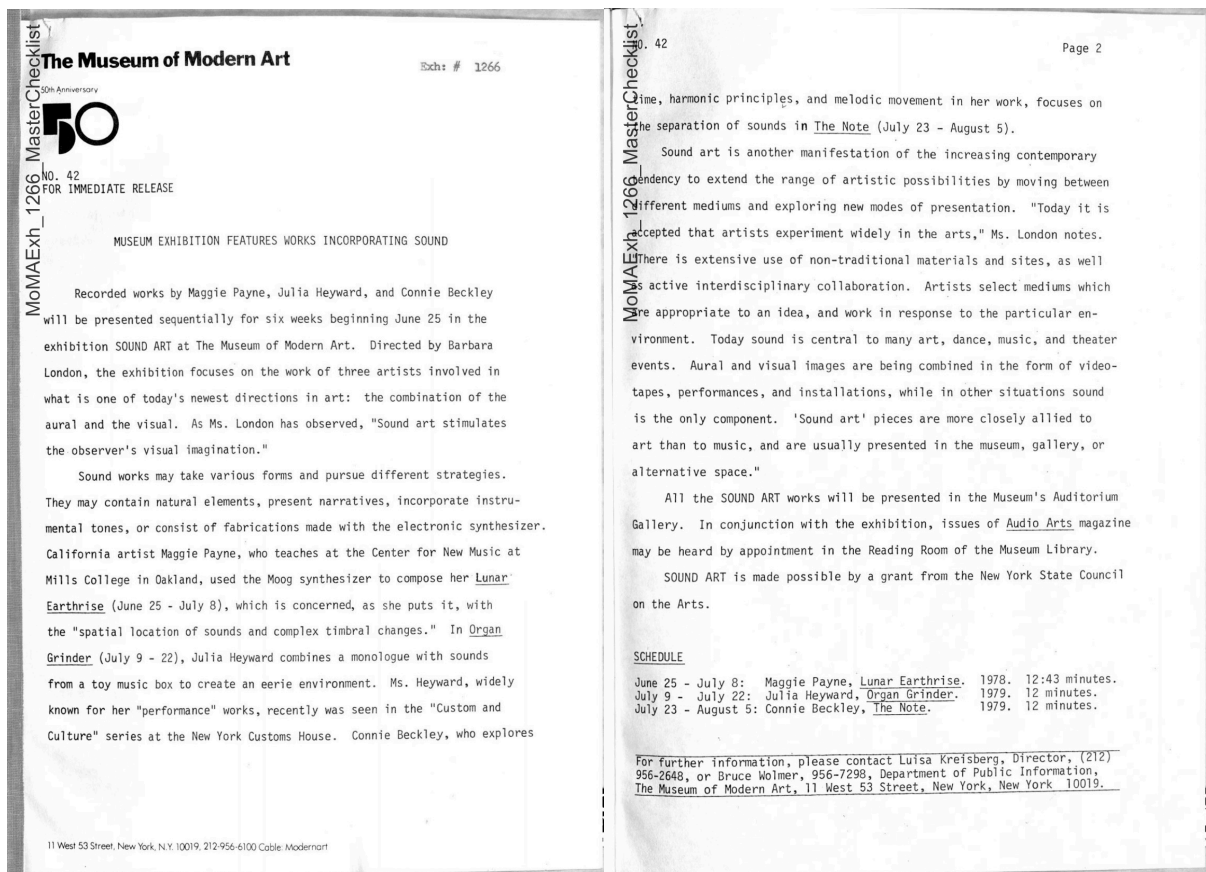 MoMAExh_1266_MasterChecklist
The Museum of Modern Art
Exh: # 1266
50th Anniversary
50
NO. 42
FOR IMMEDIATE RELEASE
MUSEUM EXHIBITION FEATURES WORKS INCORPORATING SOUND
Recorded works by Maggie Payne, Julia Heyward, and Connie Beckley
will be presented sequentially for six weeks beginning June 25 in the
exhibition SOUND ART at The Museum of Modern Art. Directed by Barbara
London, the exhibition focuses on the work of three artists involved in
what is one of today's newest directions in art: the combination of the
aural and the visual. As Ms. London has observed, "Sound art stimulates
the observer's visual imagination."
Sound works may take various forms and pursue different strategies.
They may contain natural elements, present narratives, incorporate instru-
mental tones, or consist of fabrications made with the electronic synthesizer.
California artist Maggie Payne, who teaches at the Center for New Music at
Mills College in Oakland, used the Moog synthesizer to compose her Lunar
Earthrise (June 25 - July 8), which is concerned, as she puts it, with
the "spatial location of sounds and complex timbral changes." In Organ
Grinder (July 9 - 22), Julia Heyward combines a monologue with sounds
from a toy music box to create an eerie environment. Ms. Heyward, widely
known for her "performance" works, recently was seen in the "Custom and
Culture" series at the New York Customs House. Connie Beckley, who explores
11 West 53 Street, New York, N.Y. 10019, 212-956-6100 Cable: Modernart
MoMAExh_1266_MasterChecklist
NO. 42
Page 2
time, harmonic principles, and melodic movement in her work, focuses on
the separation of sounds in The Note (July 23 - August 5).
Sound art is another manifestation of the increasing contemporary
tendency to extend the range of artistic possibilities by moving between
different mediums and exploring new modes of presentation. "Today it is
accepted that artists experiment widely in the arts," Ms. London notes.
"There is extensive use of non-traditional materials and sites, as well
as active interdisciplinary collaboration. Artists select mediums which
are appropriate to an idea, and work in response to the particular en-
vironment. Today sound is central to many art, dance, music, and theater
events. Aural and visual images are being combined in the form of video-
tapes, performances, and installations, while in other situations sound
is the only component. 'Sound art' pieces are more closely allied to
art than to music, and are usually presented in the museum, gallery, or
alternative space."
All the SOUND ART works will be presented in the Museum's Auditorium
Gallery. In conjunction with the exhibition, issues of Audio Arts magazine
may be heard by appointment in the Reading Room of the Museum Library.
SOUND ART is made possible by a grant from the New York State Council
on the Arts.
SCHEDULE
June 25 - July 8: Maggie Payne, Lunar Earthrise. 1978. 12:43 minutes.
July 9 - July 22: Julia Heyward, Organ Grinder. 1979. 12 minutes.
July 23 - August 5: Connie Beckley, The Note. 1979. 12 minutes.
For further information, please contact Luisa Kreisberg, Director, (212)
956-2648, or Bruce Wolmer, 956-7298, Department of Public Information,
The Museum of Modern Art, 11 West 53 Street, New York, New York 10019.